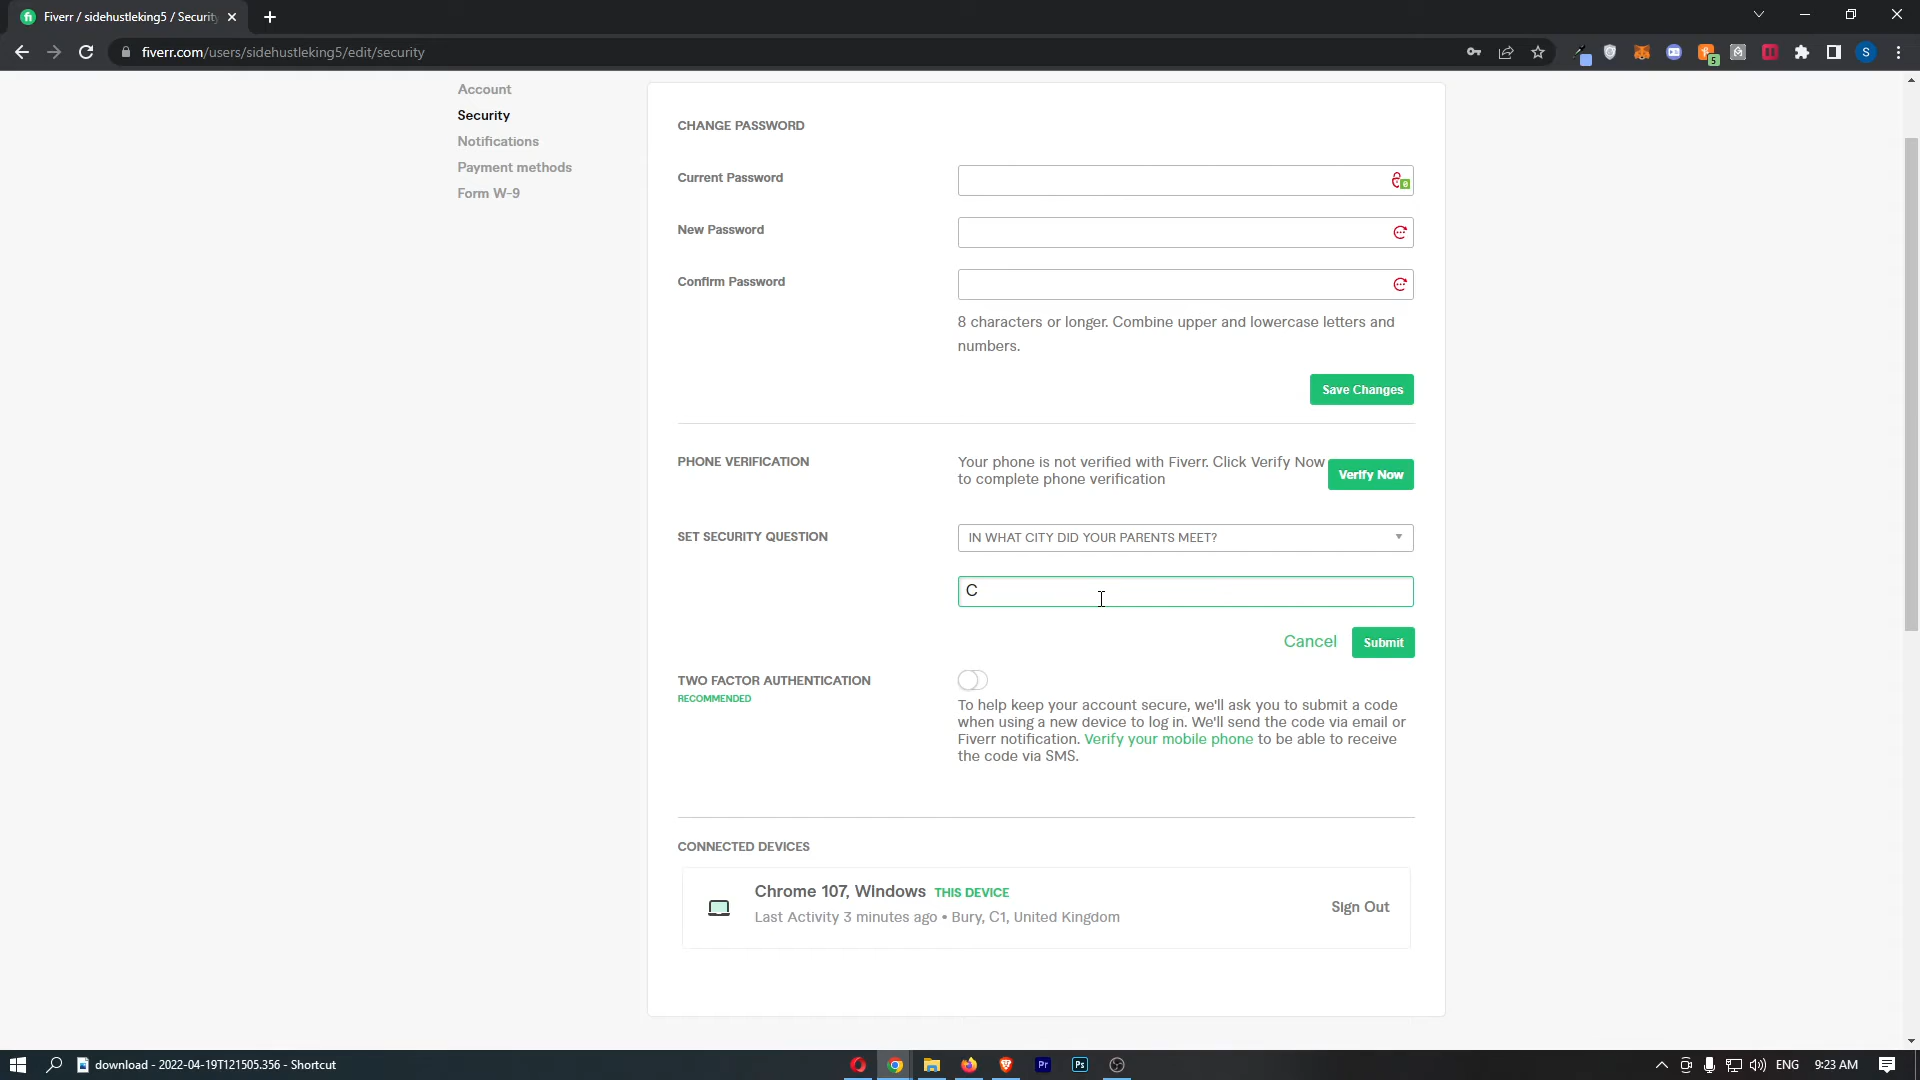 Fiverr / sidehustleking5 / Security
fiverr.com/users/sidehustleking5/edit/security
S
5
Account
Security
Notifications
Payment methods
Form W-9
CHANGE PASSWORD
Current Password
New Password
Confirm Password
8 characters or longer. Combine upper and lowercase letters and
numbers.
Save Changes
PHONE VERIFICATION
Your phone is not verified with Fiverr. Click Verify Now
to complete phone verification
Verify Now
SET SECURITY QUESTION
IN WHAT CITY DID YOUR PARENTS MEET?
C
Cancel
Submit
TWO FACTOR AUTHENTICATION
RECOMMENDED
To help keep your account secure, we'll ask you to submit a code
when using a new device to log in. We'll send the code via email or
Fiverr notification. Verify your mobile phone to be able to receive
the code via SMS.
CONNECTED DEVICES
Chrome 107, Windows THIS DEVICE
Last Activity 3 minutes ago • Bury, C1, United Kingdom
Sign Out
download - 2022-04-19T121505.356 - Shortcut
Pr
Ps
ENG
9:23 AM